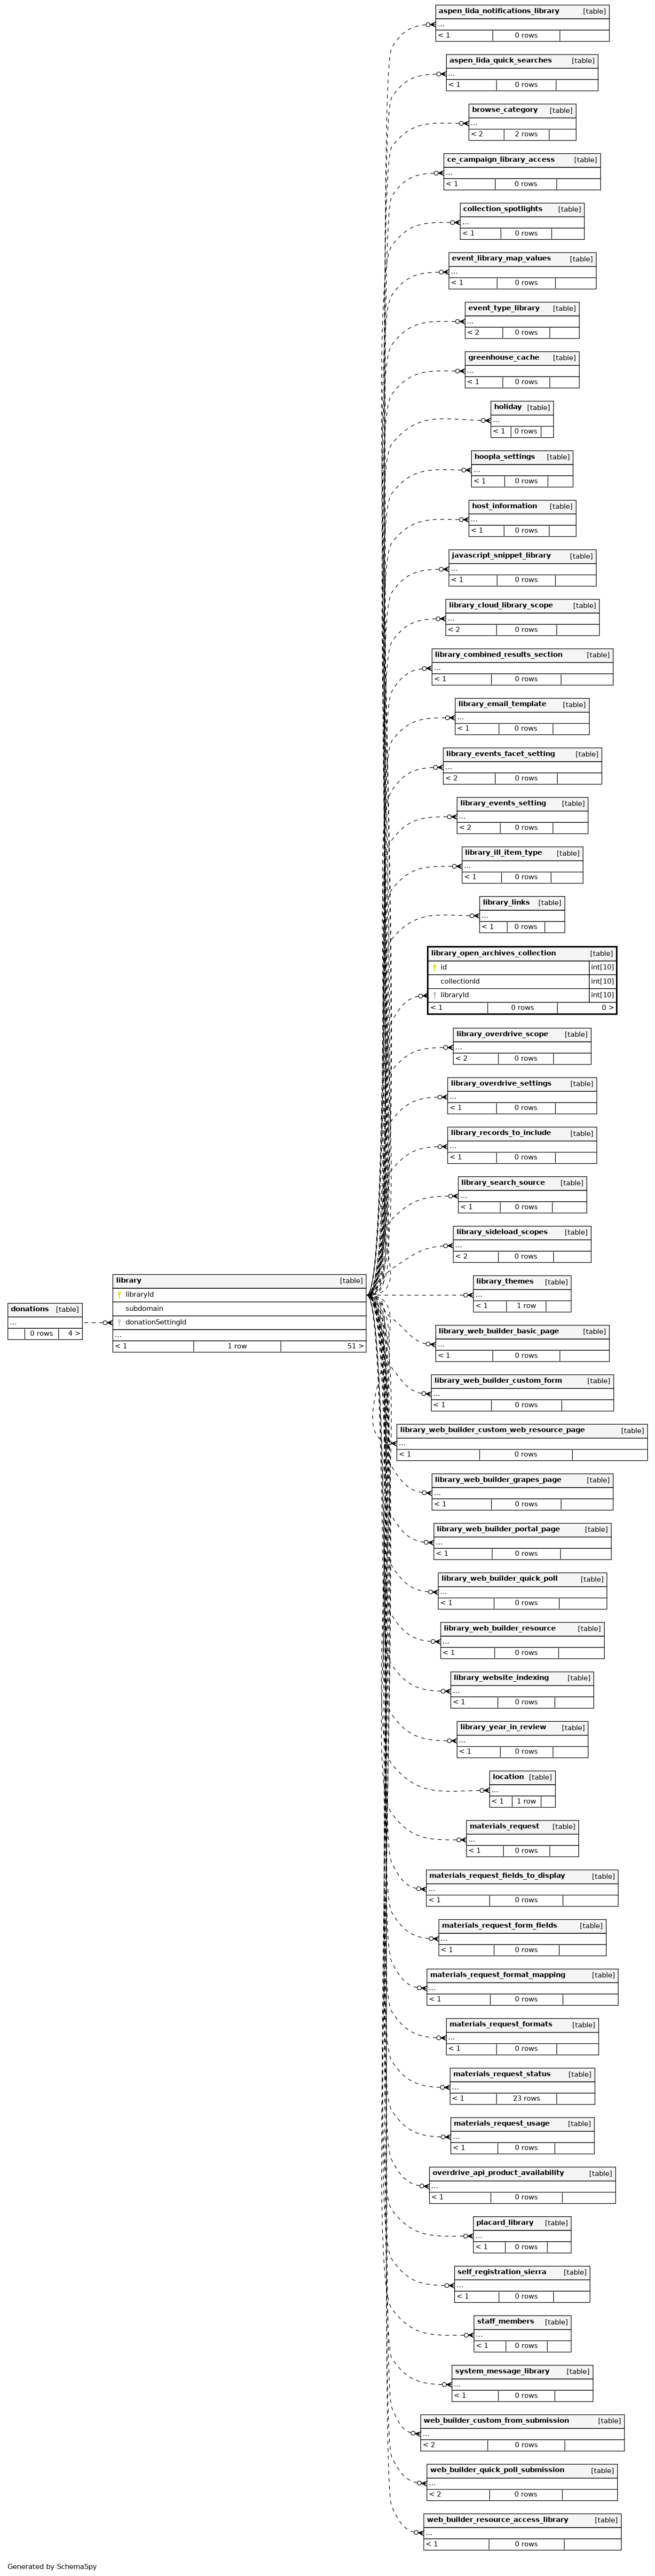 aspen_lida_notifications_library [table]
...
< 1 0 rows
aspen_lida_quick_searches [table]
...
< 1 0 rows
browse_category [table]
...
< 2 2 rows
ce_campaign_library_access [table]
...
< 1 0 rows
collection_spotlights [table]
...
< 1 0 rows
event_library_map_values [table]
...
< 1 0 rows
event_type_library [table]
...
< 2 0 rows
greenhouse_cache [table]
...
< 1 0 rows
holiday [table]
...
< 1 0 rows
hoopla_settings [table]
...
< 1 0 rows
host_information [table]
...
< 1 0 rows
javascript_snippet_library [table]
...
< 1 0 rows
library_cloud_library_scope [table]
...
< 2 0 rows
library_combined_results_section [table]
...
< 1 0 rows
library_email_template [table]
...
< 1 0 rows
library_events_facet_setting [table]
...
< 2 0 rows
library_events_setting [table]
...
< 2 0 rows
library_ill_item_type [table]
...
< 1 0 rows
library_links [table]
...
< 1 0 rows
library_open_archives_collection [table]
id int[10]
collectionId int[10]
libraryId int[10]
< 1 0 rows 0 >
library_overdrive_scope [table]
...
< 2 0 rows
library_overdrive_settings [table]
...
< 1 0 rows
library_records_to_include [table]
...
< 1 0 rows
library_search_source [table]
...
< 1 0 rows
library_sideload_scopes [table]
...
< 2 0 rows
library_themes [table]
...
< 1 1 row
donations [table]
...
0 rows 4 >
library [table]
libraryId
subdomain
donationSettingId
...
< 1 1 row 51 >
library_web_builder_basic_page [table]
...
< 1 0 rows
library_web_builder_custom_form [table]
...
< 1 0 rows
library_web_builder_custom_web_resource_page [table]
...
< 1 0 rows
library_web_builder_grapes_page [table]
...
< 1 0 rows
library_web_builder_portal_page [table]
...
< 1 0 rows
library_web_builder_quick_poll [table]
...
< 1 0 rows
library_web_builder_resource [table]
...
< 1 0 rows
library_website_indexing [table]
...
< 1 0 rows
library_year_in_review [table]
...
< 1 0 rows
location [table]
...
< 1 1 row
materials_request [table]
...
< 1 0 rows
materials_request_fields_to_display [table]
...
< 1 0 rows
materials_request_form_fields [table]
...
< 1 0 rows
materials_request_format_mapping [table]
...
< 1 0 rows
materials_request_formats [table]
...
< 1 0 rows
materials_request_status [table]
...
< 1 23 rows
materials_request_usage [table]
...
< 1 0 rows
overdrive_api_product_availability [table]
...
< 1 0 rows
placard_library [table]
...
< 1 0 rows
self_registration_sierra [table]
...
< 1 0 rows
staff_members [table]
...
< 1 0 rows
system_message_library [table]
...
< 1 0 rows
web_builder_custom_from_submission [table]
...
< 2 0 rows
web_builder_quick_poll_submission [table]
...
< 2 0 rows
web_builder_resource_access_library [table]
...
< 1 0 rows
Generated by SchemaSpy